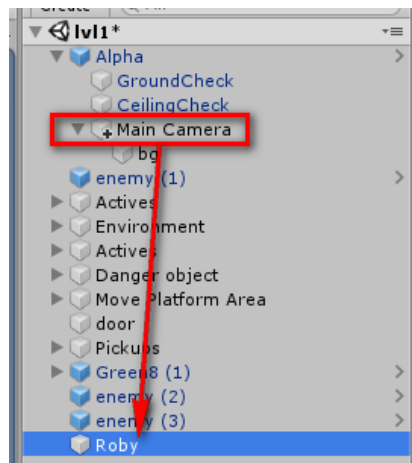 Create
lvl1*
Alpha
GroundCheck
CeilingCheck
Main Camera
bg
enemy (1)
Actives
Environment
Actives
Danger object
Move Platform Area
door
Pickups
Green8 (1)
enemy (2)
enemy (3)
Roby